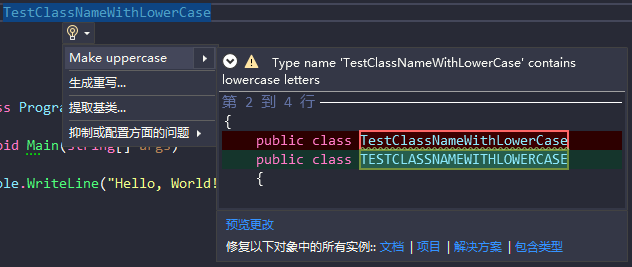 TestClassNameWithLowerCase
Make uppercase
Type name 'TestClassNameWithLowerCase' contains
lowercase letters
生成重写...
第 2 到 4 行
ss Progra
提取基类...
{
抑制或配置方面的问题
public class TestClassNameWithLowerCase
oid Main(string[] args)
public class TESTCLASSNAMEWITHLOWERCASE
{
ole.WriteLine("Hello, World!
预览更改
修复以下对象中的所有实例:: 文档 | 项目 | 解决方案 | 包含类型